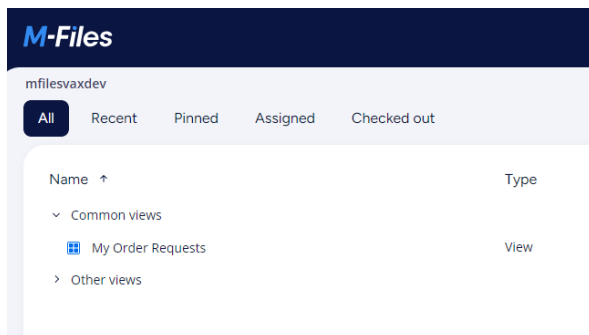 M-Files
mfilesvaxdev
All Recent Pinned Assigned Checked out
Name Type
Common views
My Order Requests View
Other views